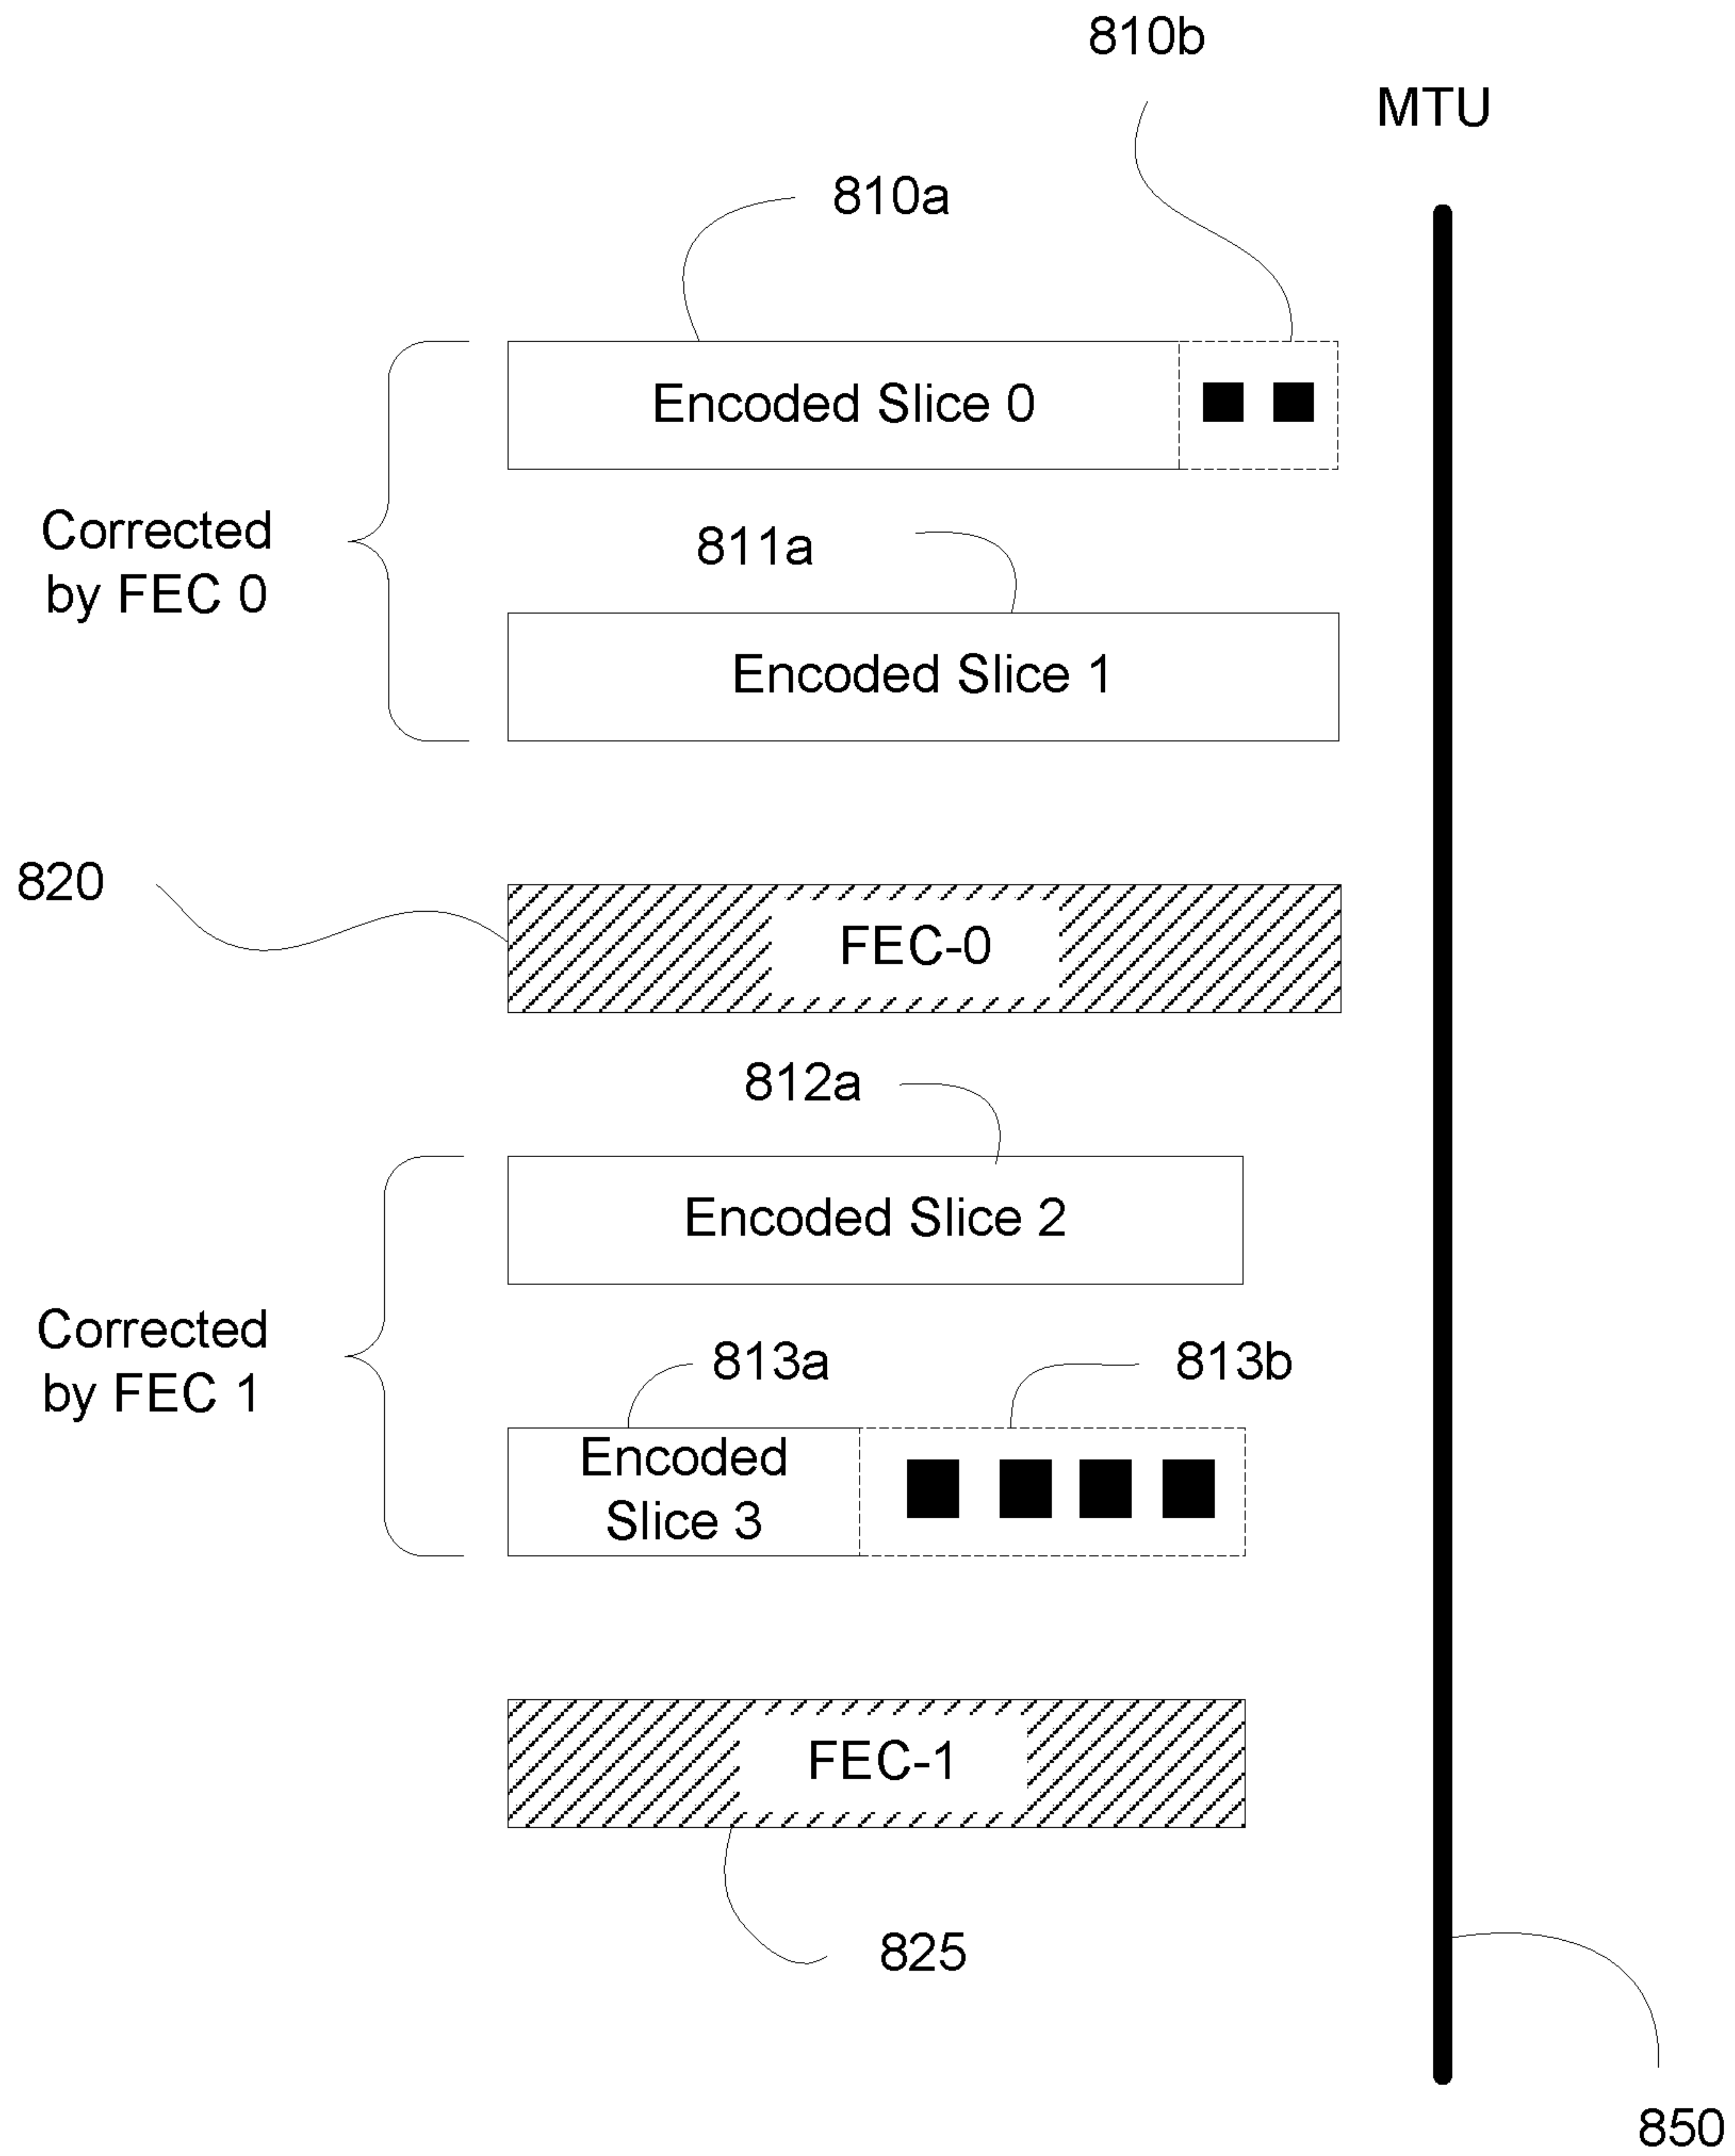 810b
MTU
810a
Encoded Slice 0
Corrected
by FEC 0
811a
Encoded Slice 1
820
FEC-0
812a
Encoded Slice 2
Corrected
by FEC 1
813a
813b
Encoded
Slice 3
FEC-1
825
850